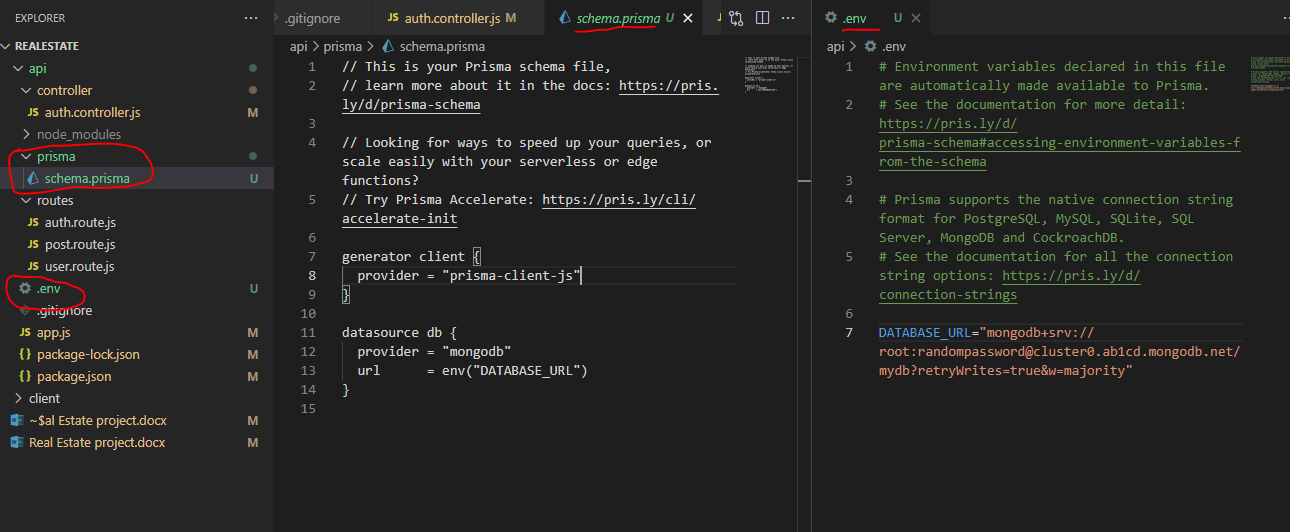 EXPLORER
REALESTATE
api
controller
JS auth.controller.js M
node_modules
prisma
schema.prisma U
routes
JS auth.route.js
JS post.route.js
JS user.route.js
.env U
.gitignore
JS app.js M
{} package-lock.json M
{} package.json M
client
~$al Estate project.docx M
Real Estate project.docx M
.gitignore
JS auth.controller.js M
schema.prisma U
api > prisma > schema.prisma
1 // This is your Prisma schema file,
2 // learn more about it in the docs: https://pris.
ly/d/prisma-schema
3
4 // Looking for ways to speed up your queries, or
scale easily with your serverless or edge
functions?
5 // Try Prisma Accelerate: https://pris.ly/cli/
accelerate-init
6
7 generator client {
8 provider = "prisma-client-js"
9 }
10
11 datasource db {
12 provider = "mongodb"
13 url = env("DATABASE_URL")
14 }
15
.env U
api > .env
1 # Environment variables declared in this file
are automatically made available to Prisma.
2 # See the documentation for more detail:
https://pris.ly/d/
prisma-schema#accessing-environment-variables-f
rom-the-schema
3
4 # Prisma supports the native connection string
format for PostgreSQL, MySQL, SQLite, SQL
Server, MongoDB and CockroachDB.
5 # See the documentation for all the connection
string options: https://pris.ly/d/
connection-strings
6
7 DATABASE_URL="mongodb+srv://
root:randompassword@cluster0.ab1cd.mongodb.net/
mydb?retryWrites=true&w=majority"